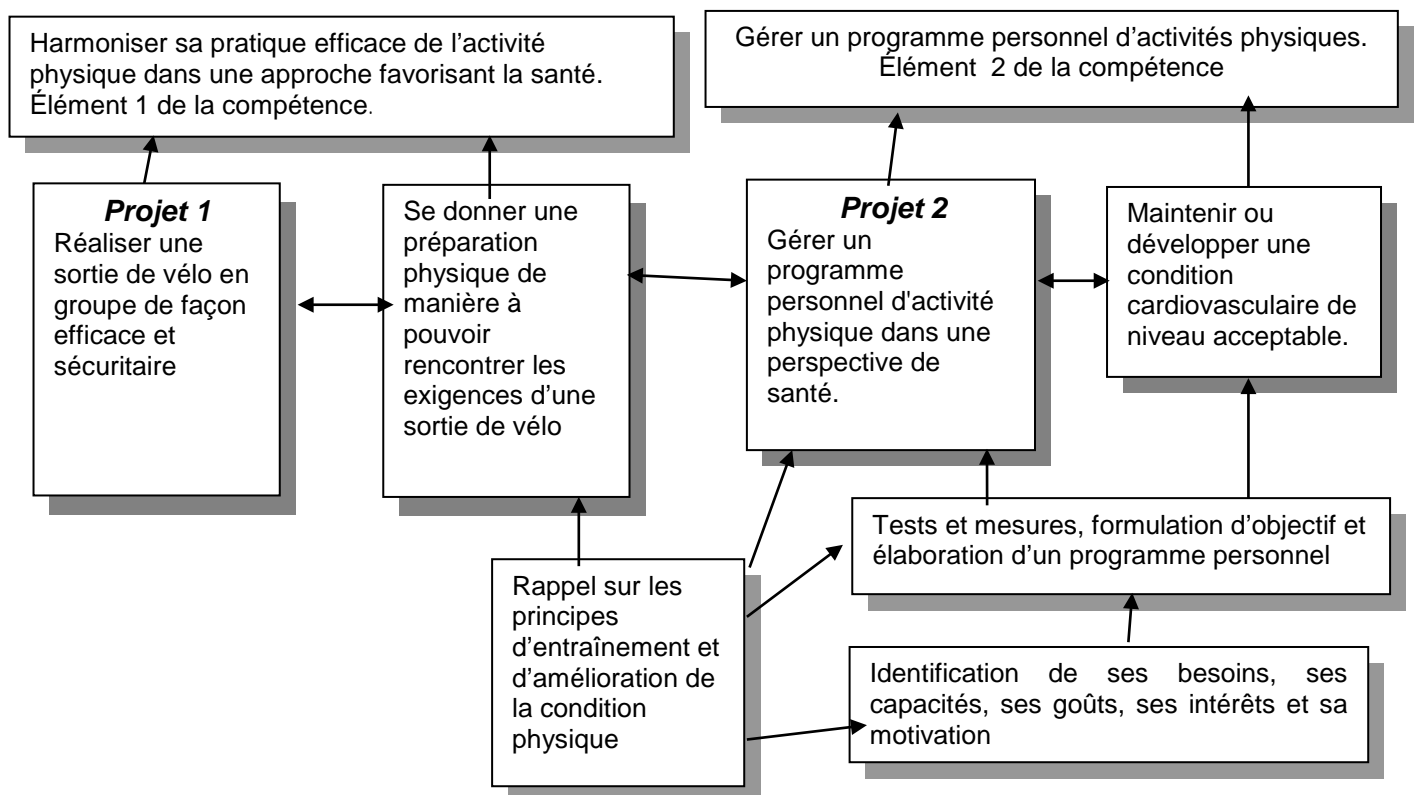 Harmoniser sa pratique efficace de l’activité
physique dans une approche favorisant la santé.
Élément 1 de la compétence.
Gérer un programme personnel d’activités physiques.
Élément  2 de la compétence
Projet 1
Réaliser une
sortie de vélo en
groupe de façon
efficace et
sécuritaire
Se donner une
préparation
physique de
manière à
pouvoir
rencontrer les
exigences d’une
sortie de vélo
Projet 2
Gérer un
programme
personnel d'activité
physique dans une
perspective de
santé.
Maintenir ou
développer une
condition
cardiovasculaire de
niveau acceptable.
Tests et mesures, formulation d’objectif et
élaboration d’un programme personnel
Rappel sur les
principes
d’entraînement et
d’amélioration de
la condition
physique
Identification de ses besoins, ses
capacités, ses goûts, ses intérêts et sa
motivation